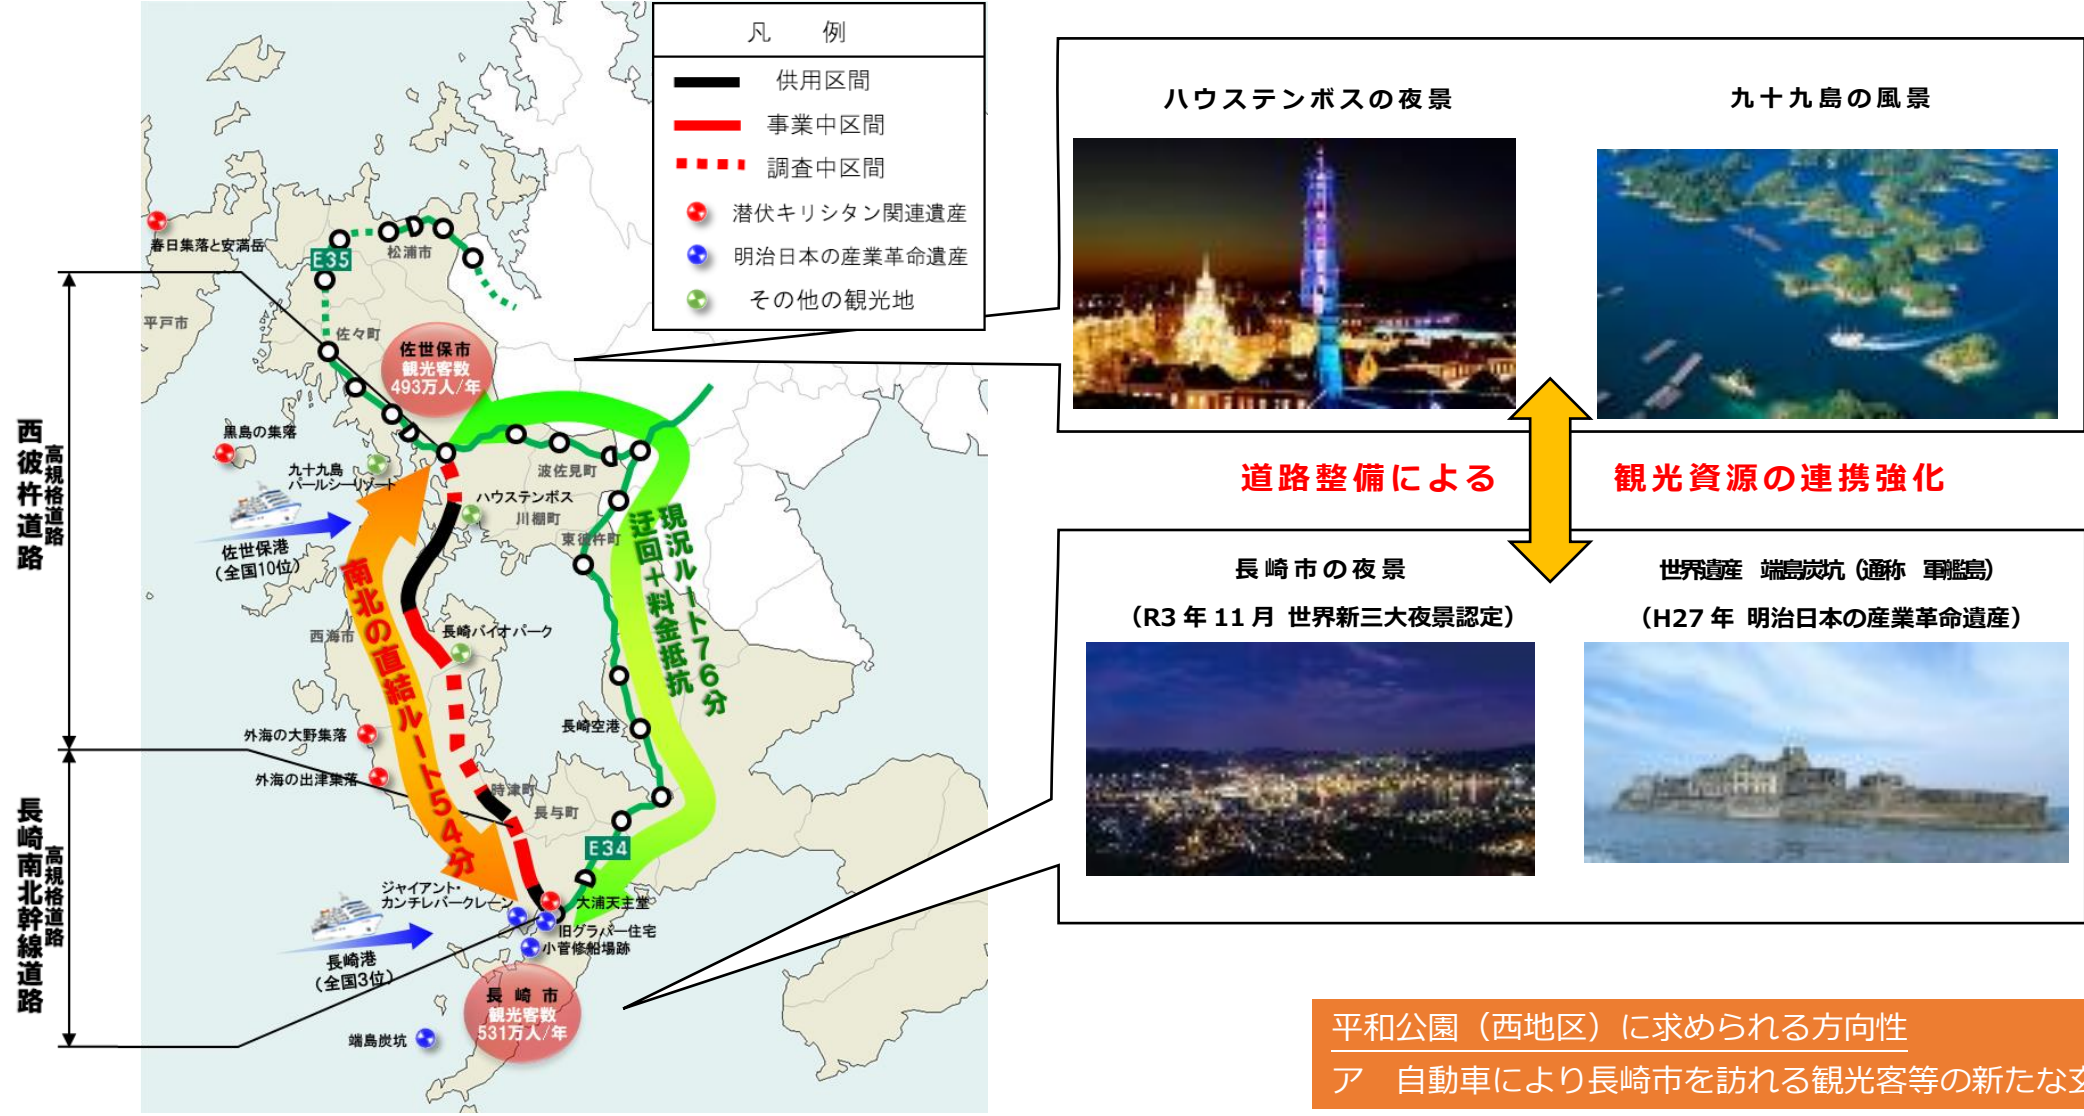 凡　例
供用区間
事業中区間
調査中区間
潜伏キリシタン関連遺産
明治日本の産業革命遺産
その他の観光地
春日集落と安満岳
E35
松浦市
平戸市
佐々町
佐世保市
観光客数
493万人/年
西彼杵道路
高規格道路
黒島の集落
九十九島
パールシーリゾート
波佐見町
ハウステンボス
川棚町
東彼杵町
佐世保港
(全国10位)
南北の直結ルート54分
現況ルート76分
迂回＋料金抵抗
西海市
長崎バイオパーク
長崎空港
外海の大野集落
外海の出津集落
時津町
長与町
E34
長崎南北幹線道路
高規格道路
ジャイアント・
カンチレバークレーン
大浦天主堂
旧グラバー住宅
小菅修船場跡
長崎港
(全国3位)
長崎市
観光客数
531万人/年
端島炭坑
ハウステンボスの夜景
九十九島の風景
道路整備による
観光資源の連携強化
長崎市の夜景
（R3年11月 世界新三大夜景認定）
世界遺産　端島炭坑（通称　軍艦島）
（H27年 明治日本の産業革命遺産）
平和公園（西地区）に求められる方向性
ア　自動車により長崎市を訪れる観光客等の新たな